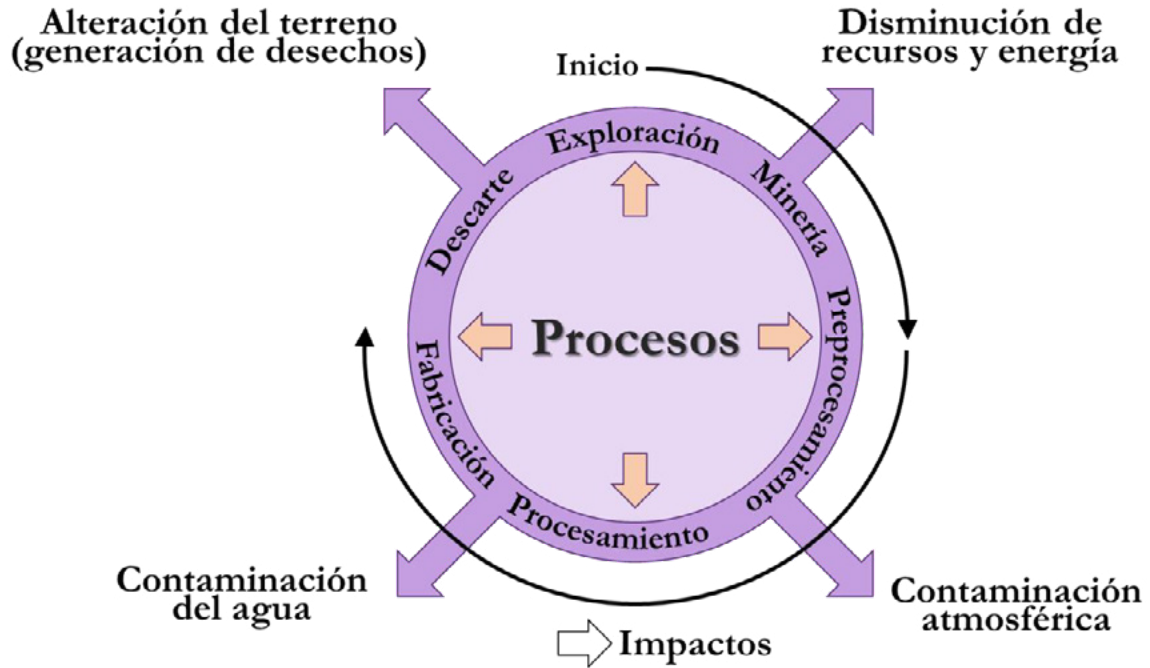 Alteración del terreno
(generación de desechos)
Disminución de
recursos y energía
Inicio
Exploración
Minería
Preprocesamiento
Procesamiento
Fabricación
Descarte
Procesos
Contaminación
del agua
Contaminación
atmosférica
Impactos